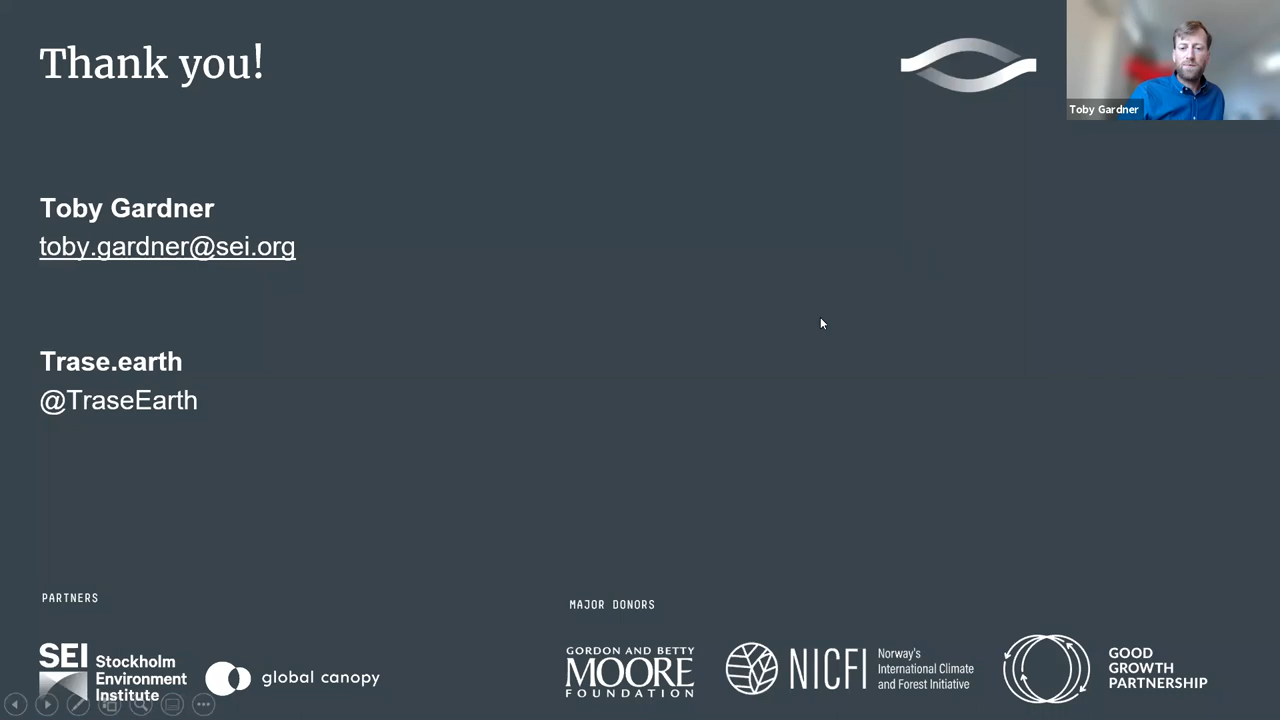 Thank you!
Toby Gardner
Toby Gardner
toby.gardner@sei.org
Trase.earth
@TraseEarth
PARTNERS
MAJOR DONORS
SEI
Stockholm
Environment
Institute
global canopy
GORDON AND BETTY
MOORE
FOUNDATION
NICFI
Norway's
International Climate
and Forest Initiative
GOOD
GROWTH
PARTNERSHIP